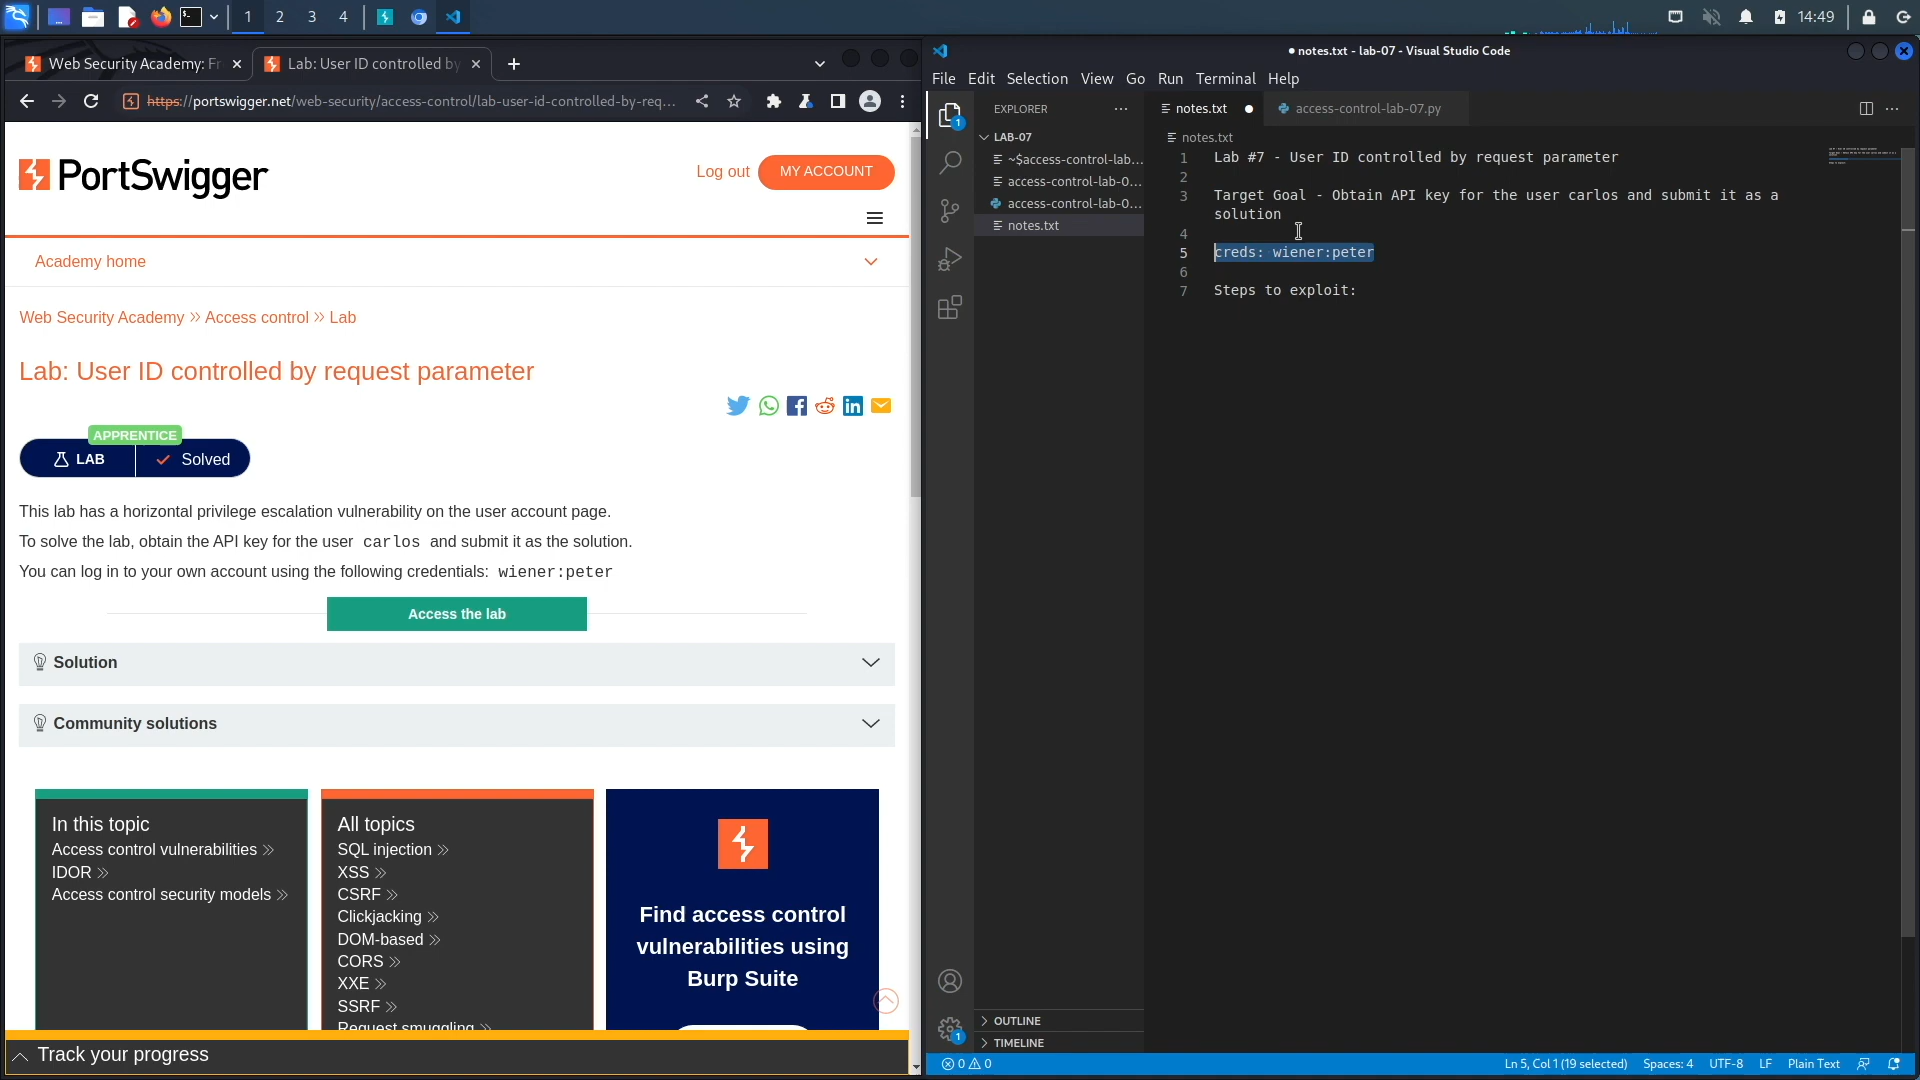 1
2
3
4
14:49
Web Security Academy: Fr
Lab: User ID controlled by
https://portswigger.net/web-security/access-control/lab-user-id-controlled-by-req...
PortSwigger
Log out
MY ACCOUNT
Academy home
Web Security Academy >> Access control >> Lab
Lab: User ID controlled by request parameter
APPRENTICE
LAB
Solved
This lab has a horizontal privilege escalation vulnerability on the user account page.
To solve the lab, obtain the API key for the user carlos and submit it as the solution.
You can log in to your own account using the following credentials: wiener:peter
Access the lab
Solution
Community solutions
In this topic
Access control vulnerabilities >>
IDOR >>
Access control security models >>
All topics
SQL injection >>
XSS >>
CSRF >>
Clickjacking >>
DOM-based >>
CORS >>
XXE >>
SSRF >>
Request smuggling >>
Find access control
vulnerabilities using
Burp Suite
Track your progress
● notes.txt - lab-07 - Visual Studio Code
File Edit Selection View Go Run Terminal Help
EXPLORER
LAB-07
~$access-control-lab...
access-control-lab-0...
access-control-lab-0...
notes.txt
OUTLINE
TIMELINE
1
1
notes.txt
access-control-lab-07.py
notes.txt
1 Lab #7 - User ID controlled by request parameter
2
3 Target Goal - Obtain API key for the user carlos and submit it as a
solution
4
5 creds: wiener:peter
6
7 Steps to exploit:
0 0
Ln 5, Col 1 (19 selected) Spaces: 4 UTF-8 LF Plain Text